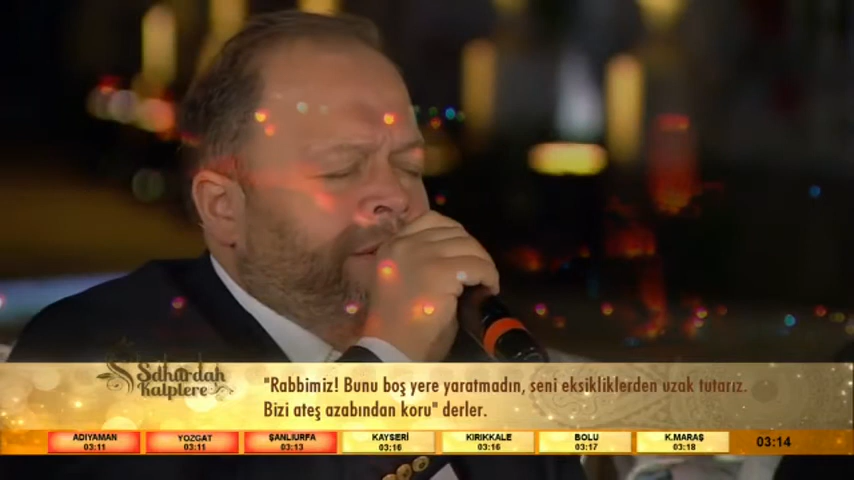 Sahurdan
Kalplere
"Rabbimiz! Bunu boş yere yaratmadın, seni eksikliklerden uzak tutarız.
Bizi ateş azabından koru" derler.
ADIYAMAN 03:11
YOZGAT 03:11
ŞANLIURFA 03:13
KAYSERİ 03:16
KIRIKKALE 03:16
BOLU 03:17
K.MARAŞ 03:18
03:14